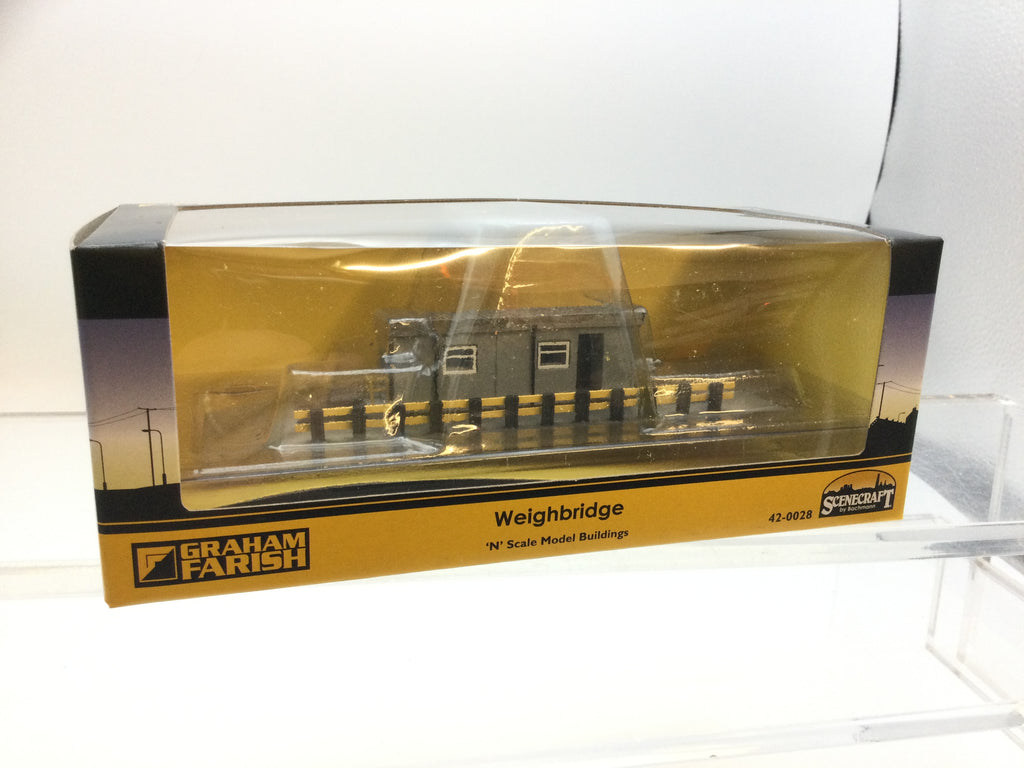 Weighbridge
'N' Scale Model Buildings
GRAHAM
FARISH
42-0028
SCENECRAFT
by Bachmann